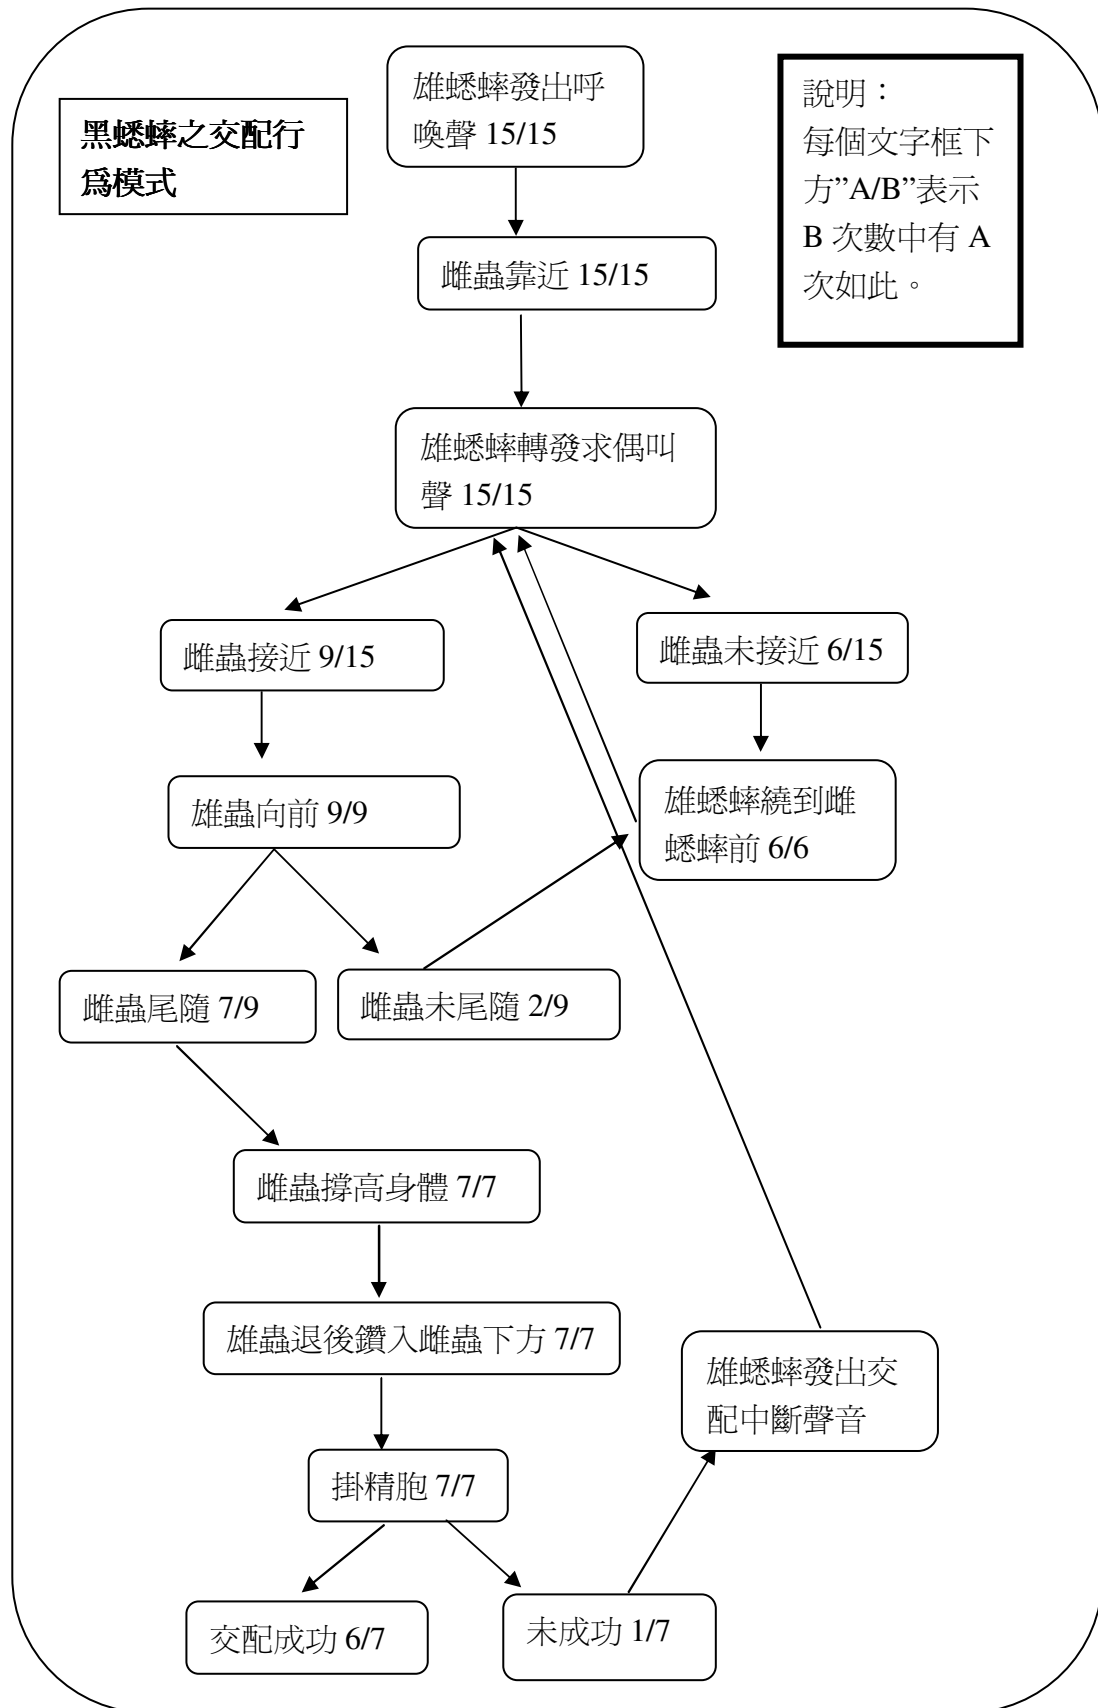 黑蟋蟀之交配行
爲模式
雄蟋蟀發出呼
喚聲 15/15
說明：
每個文字框下
方”A/B”表示
B 次數中有 A
次如此。
雌蟲靠近 15/15
雄蟋蟀轉發求偶叫
聲 15/15
雌蟲接近 9/15
雌蟲未接近 6/15
雄蟲向前 9/9
雄蟋蟀繞到雌
蟋蟀前 6/6
雌蟲尾隨 7/9
雌蟲未尾隨 2/9
雌蟲撐高身體 7/7
雄蟲退後鑽入雌蟲下方 7/7
雄蟋蟀發出交
配中斷聲音
掛精胞 7/7
交配成功 6/7
未成功 1/7